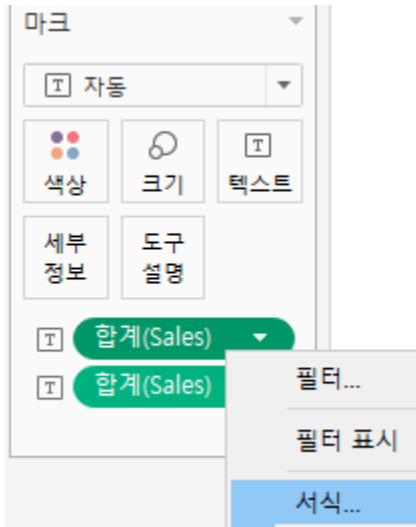 마크
T 자동
색상 크기 T 텍스트
세부 정보 도구 설명
T 합계(Sales)
T 합계(Sales)
필터...
필터 표시
서식...